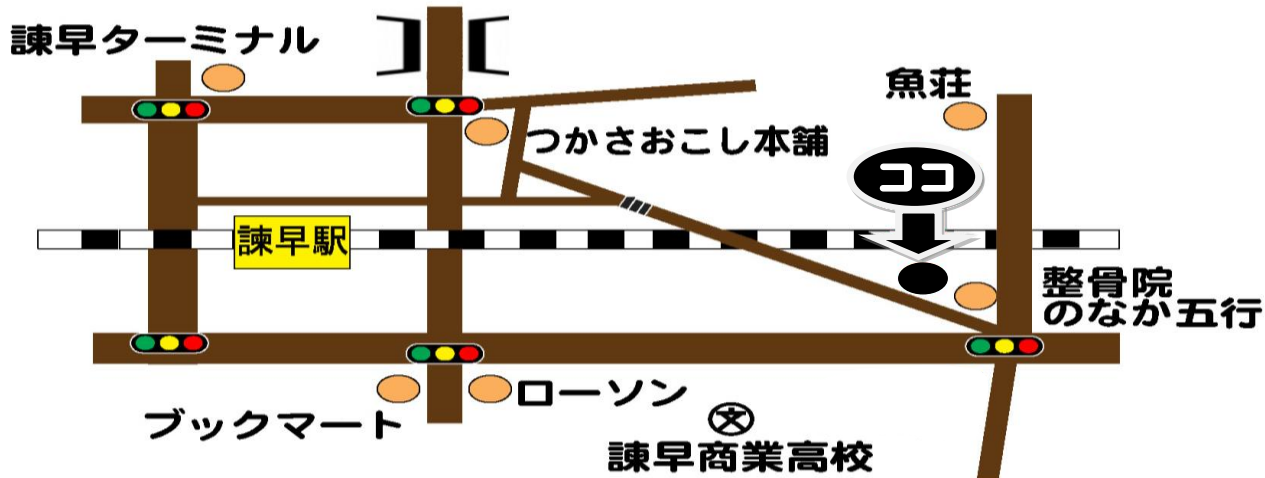 諫早ターミナル
魚荘
つかさおこし本舗
ココ
諫早駅
整骨院
のなか五行
ローソン
ブックマート
文
諫早商業高校